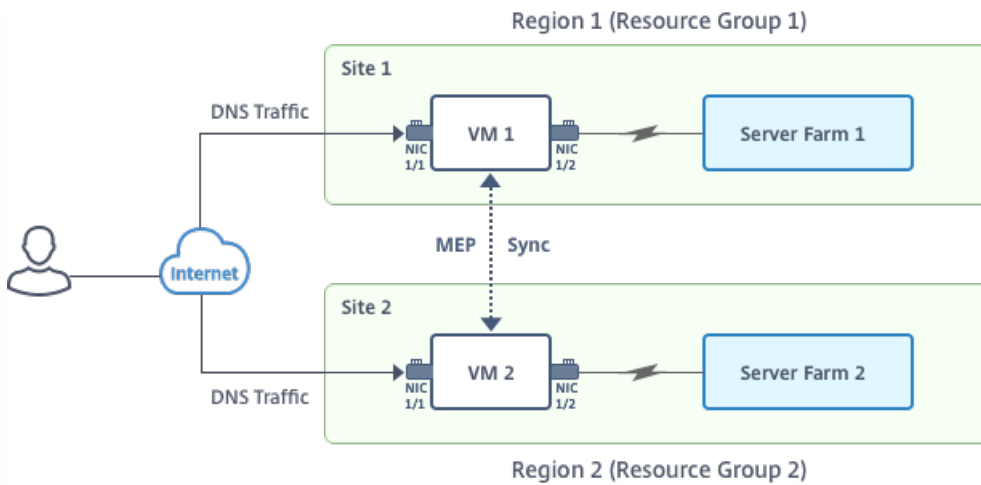 Region 1 (Resource Group 1)
Site 1
DNS Traffic
VM 1
NIC
1/1
NIC
1/2
Server Farm 1
MEP
Sync
Internet
Site 2
DNS Traffic
VM 2
NIC
1/1
NIC
1/2
Server Farm 2
Region 2 (Resource Group 2)